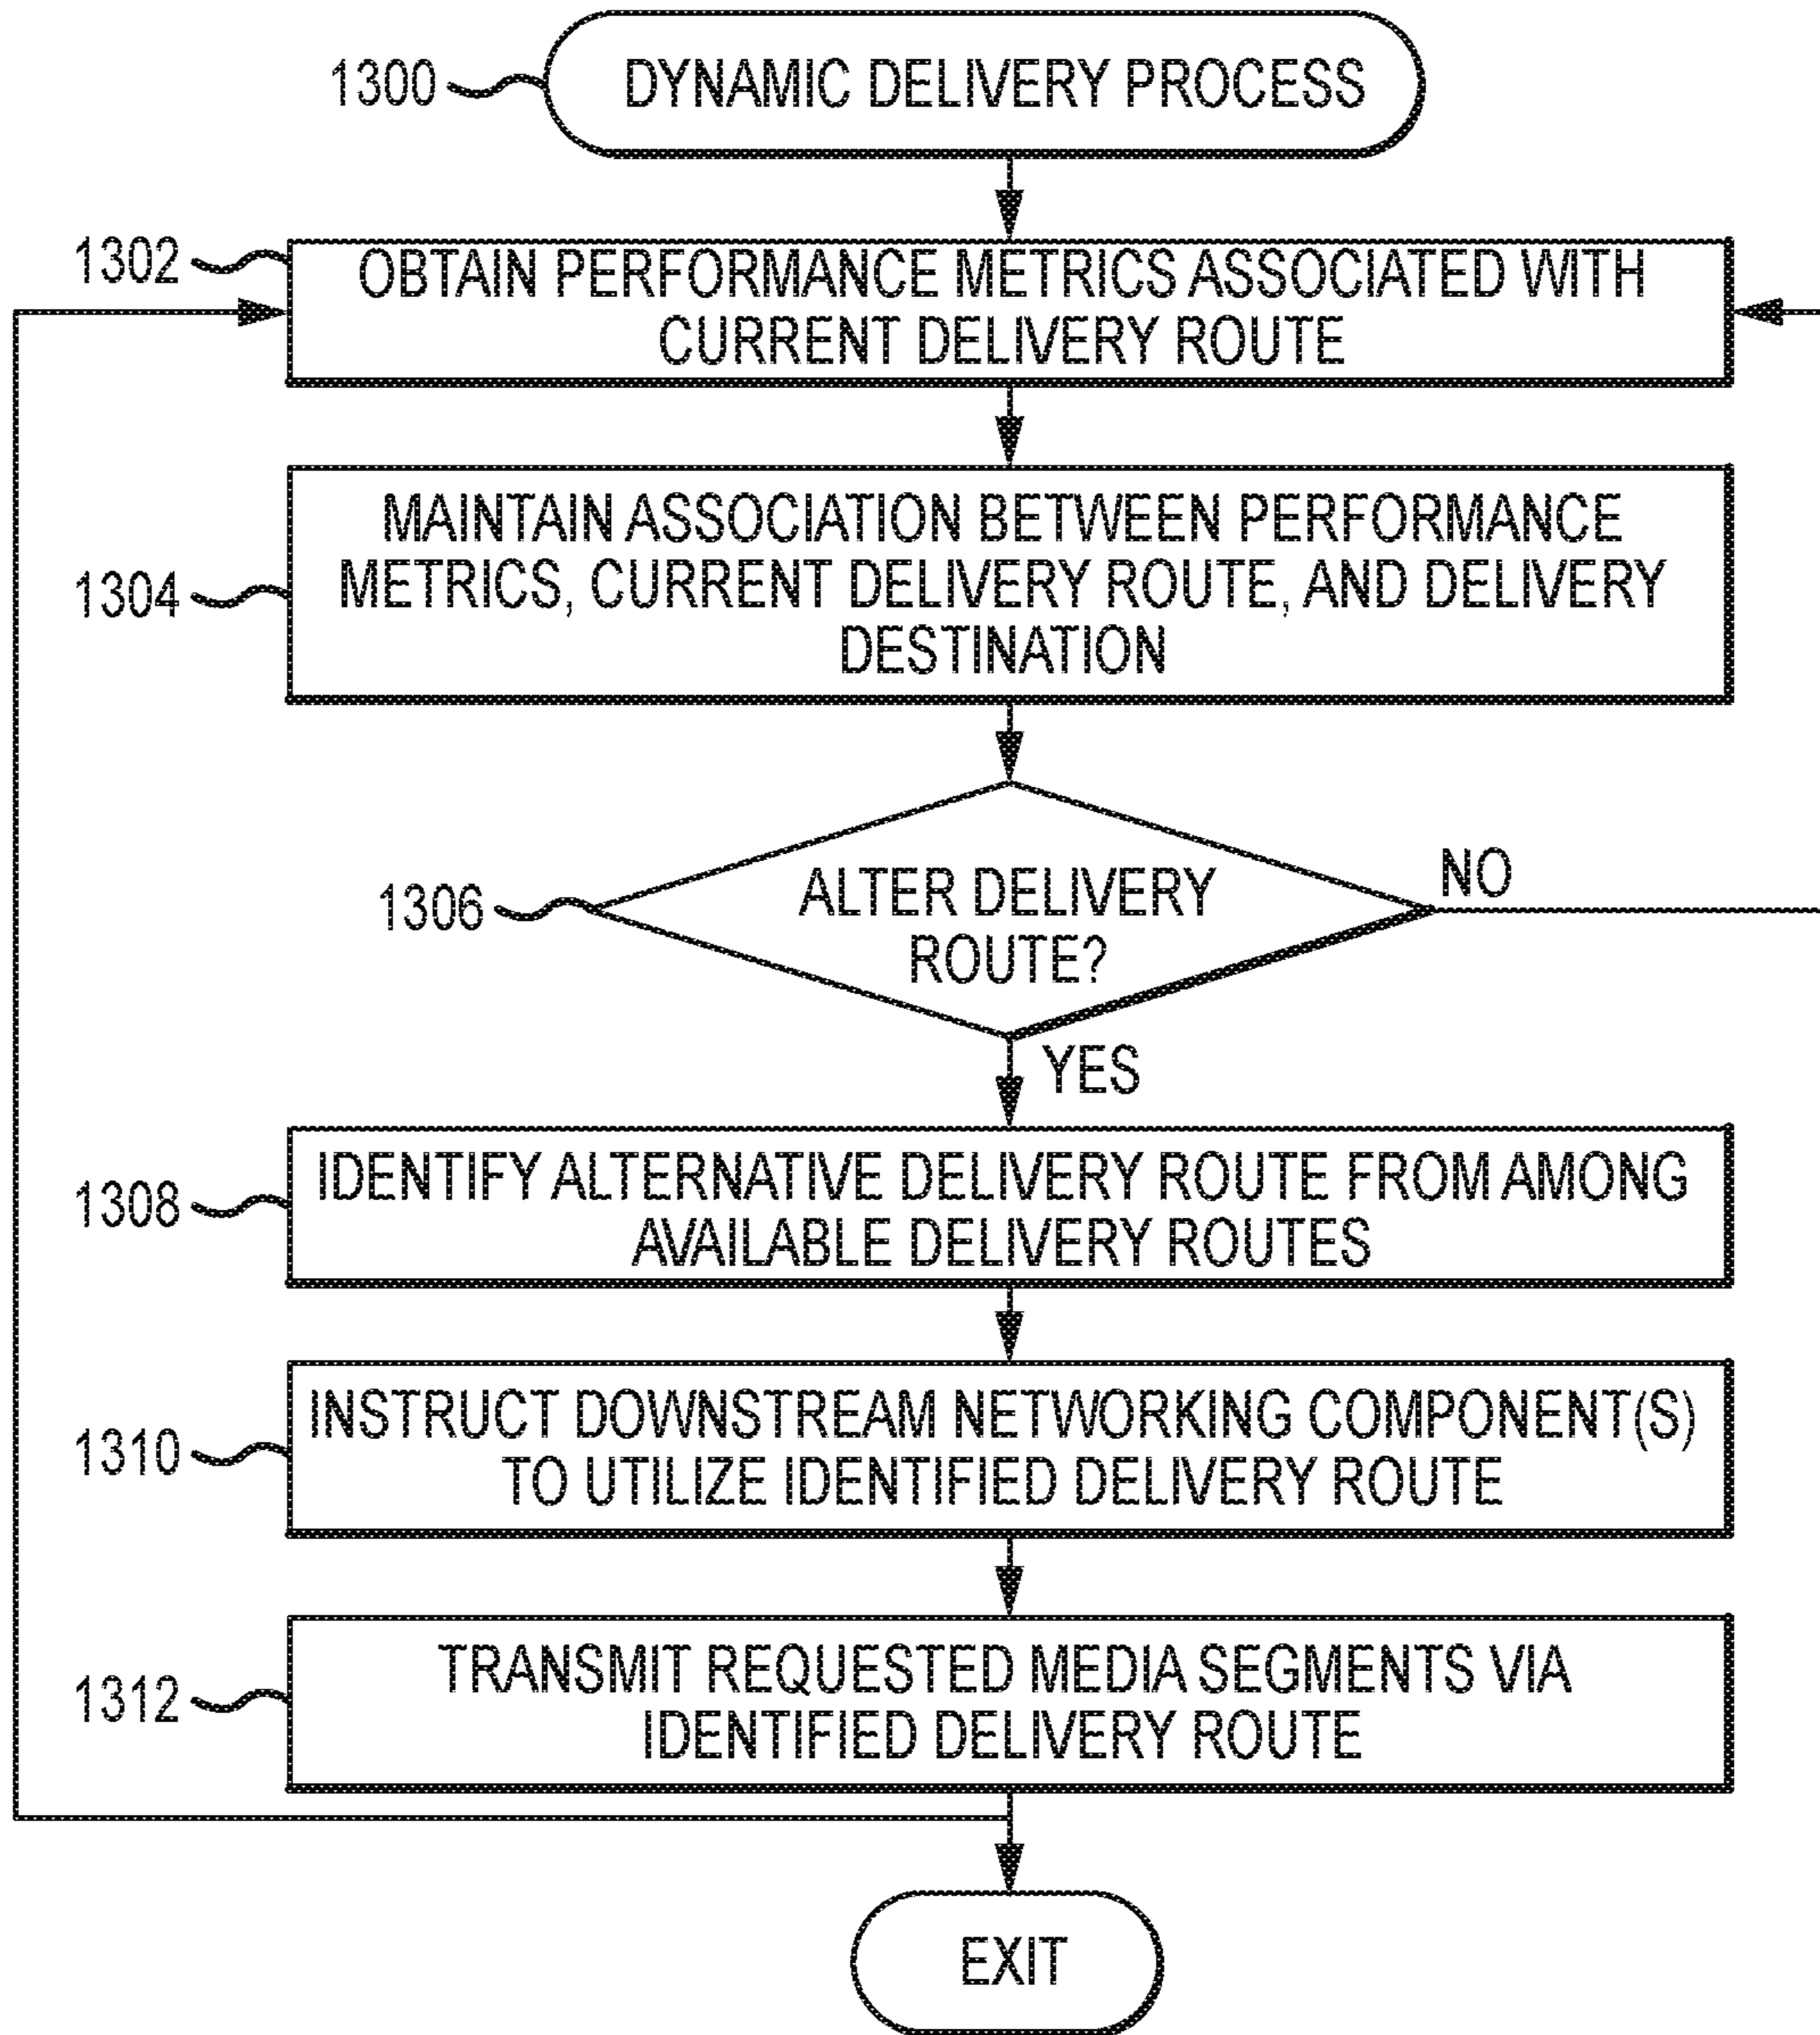 1300
DYNAMIC DELIVERY PROCESS
1302
OBTAIN PERFORMANCE METRICS ASSOCIATED WITH
CURRENT DELIVERY ROUTE
1304
MAINTAIN ASSOCIATION BETWEEN PERFORMANCE
METRICS, CURRENT DELIVERY ROUTE, AND DELIVERY
DESTINATION
1306
ALTER DELIVERY
ROUTE?
NO
YES
1308
IDENTIFY ALTERNATIVE DELIVERY ROUTE FROM AMONG
AVAILABLE DELIVERY ROUTES
1310
INSTRUCT DOWNSTREAM NETWORKING COMPONENT(S)
TO UTILIZE IDENTIFIED DELIVERY ROUTE
1312
TRANSMIT REQUESTED MEDIA SEGMENTS VIA
IDENTIFIED DELIVERY ROUTE
EXIT